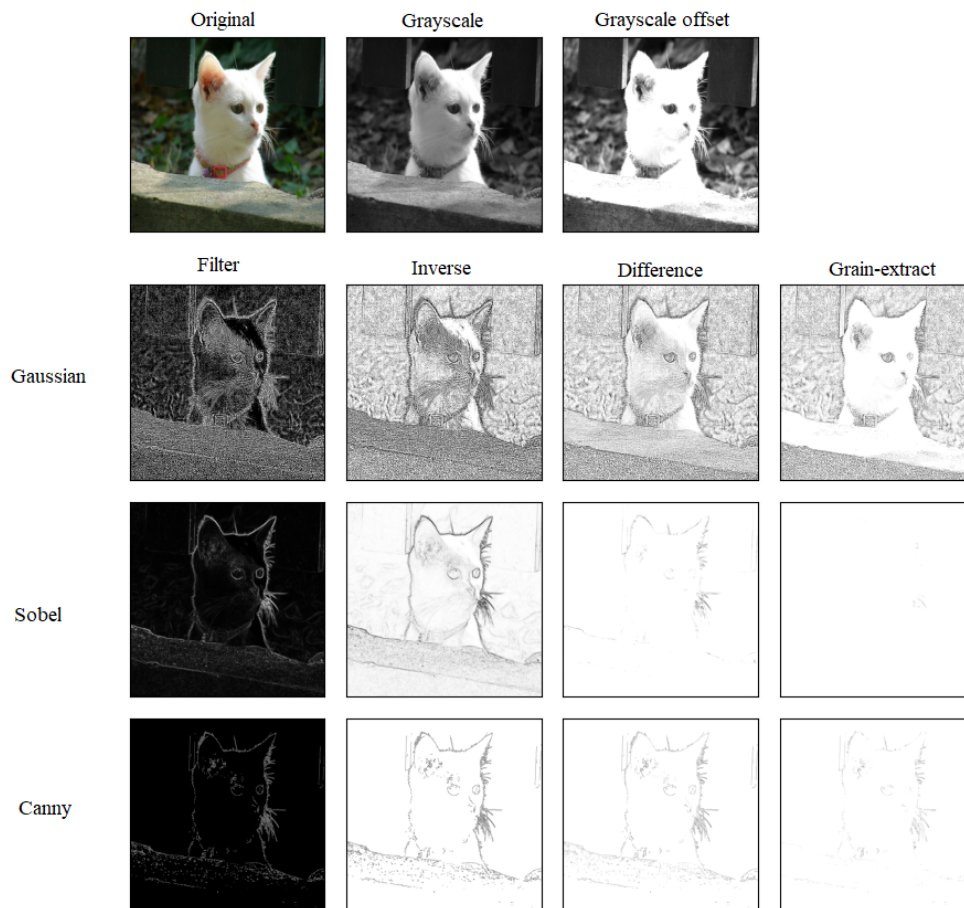 Original
Grayscale
Grayscale offset
Filter
Inverse
Difference
Grain-extract
Gaussian
Sobel
Canny